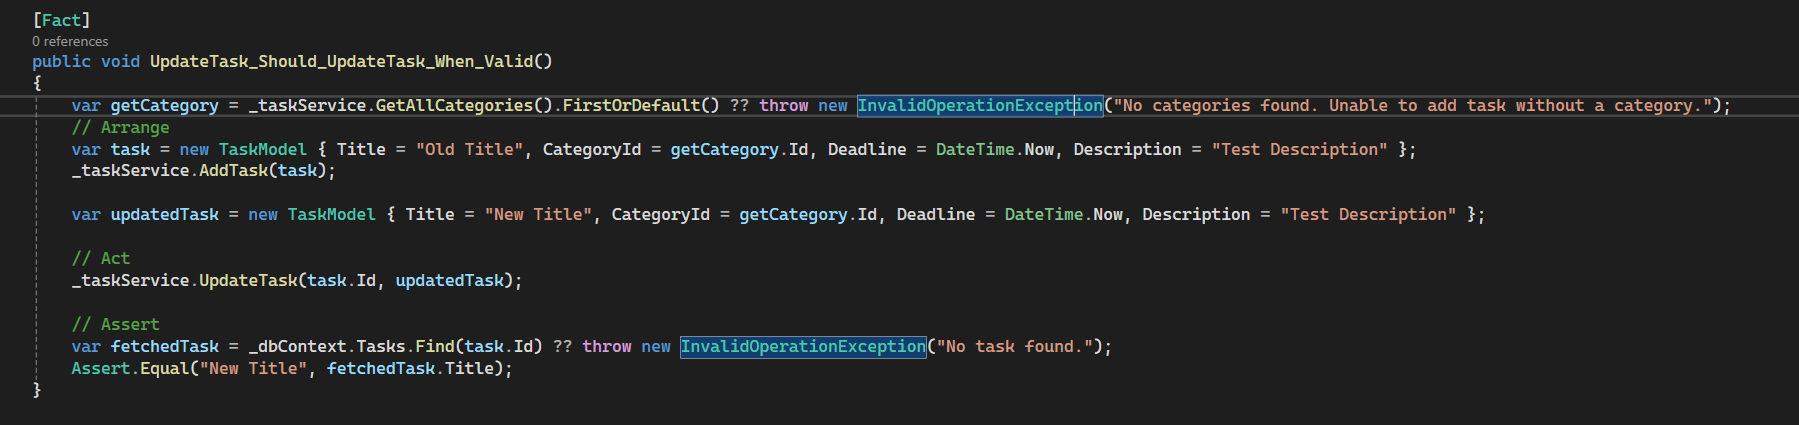 [Fact]
0 references
public void UpdateTask_Should_UpdateTask_When_Valid()
{
var getCategory = _taskService.GetAllCategories().FirstOrDefault() ?? throw new InvalidOperationException("No categories found. Unable to add task without a category.");
// Arrange
var task = new TaskModel { Title = "Old Title", CategoryId = getCategory.Id, Deadline = DateTime.Now, Description = "Test Description" };
_taskService.AddTask(task);
var updatedTask = new TaskModel { Title = "New Title", CategoryId = getCategory.Id, Deadline = DateTime.Now, Description = "Test Description" };
// Act
_taskService.UpdateTask(task.Id, updatedTask);
// Assert
var fetchedTask = _dbContext.Tasks.Find(task.Id) ?? throw new InvalidOperationException("No task found.");
Assert.Equal("New Title", fetchedTask.Title);
}